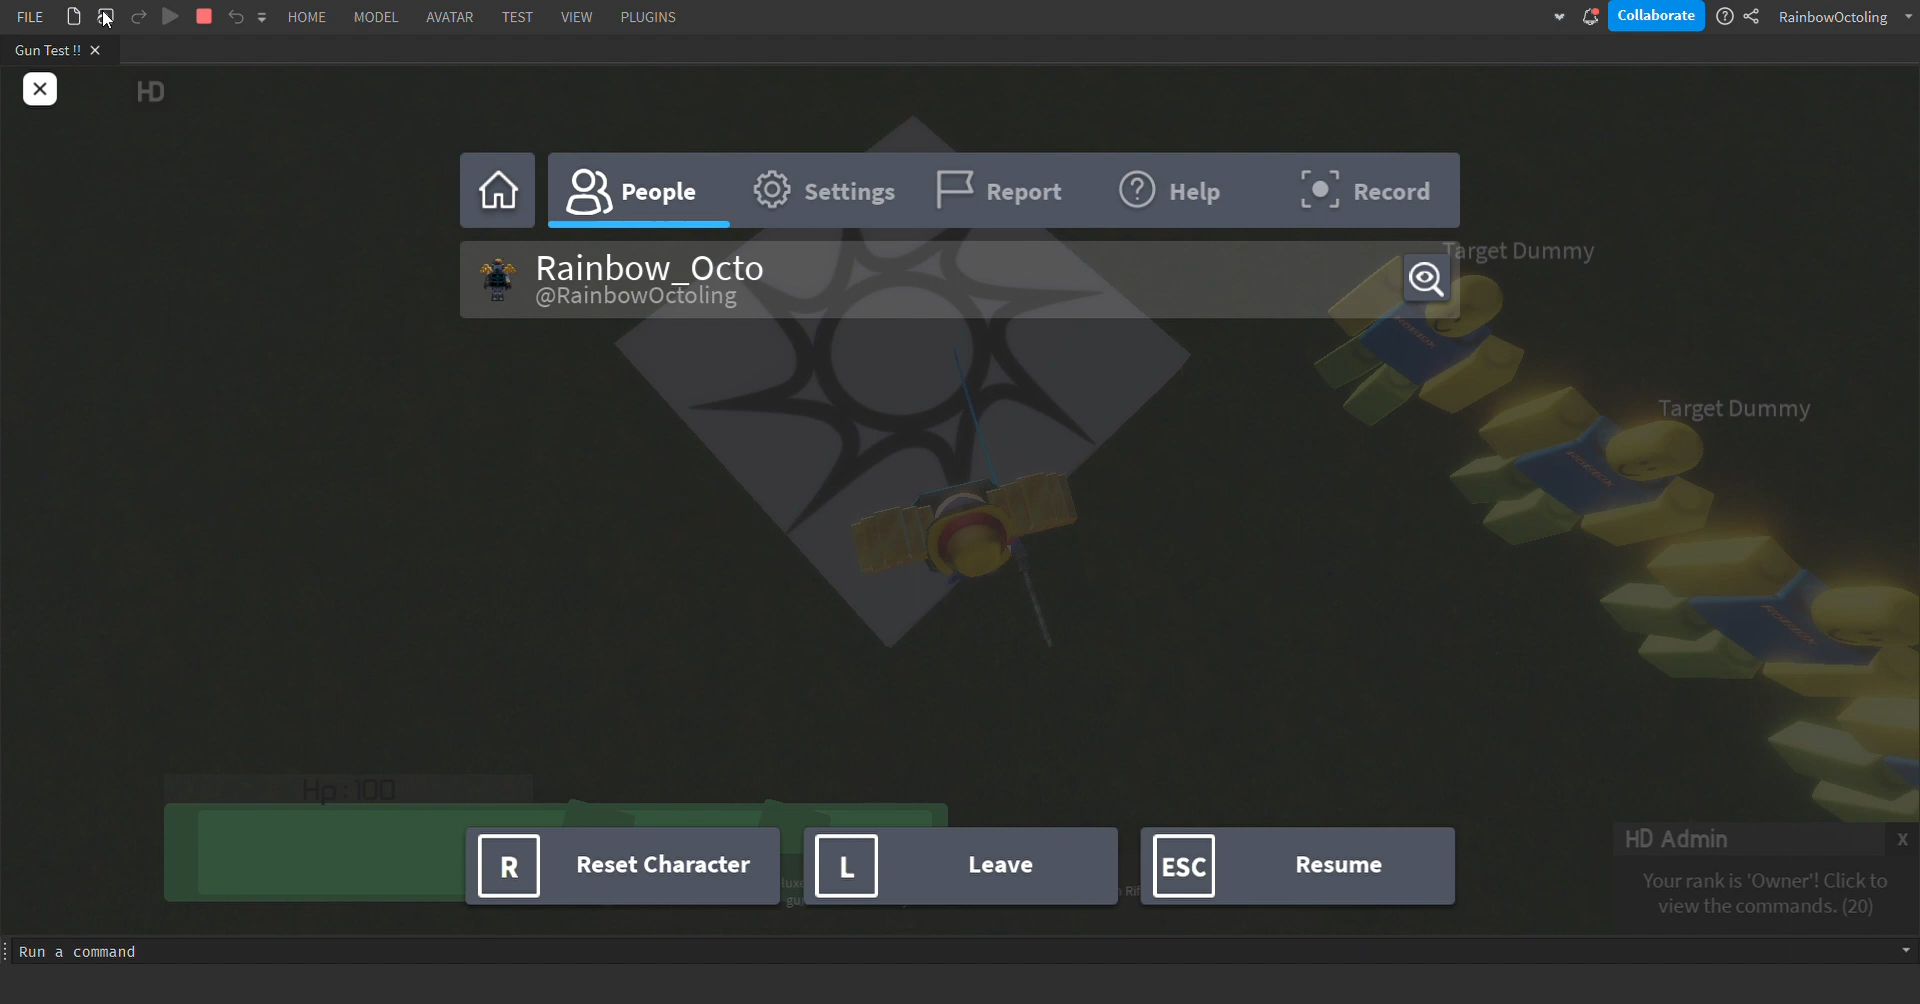 FILE HOME MODEL AVATAR TEST VIEW PLUGINS Collaborate RainbowOctoling
Gun Test !!
HD
People Settings Report Help Record
Target Dummy
Rainbow_Octo
@RainbowOctoling
Target Dummy
Hp:100
R Reset Character L Leave ESC Resume
HD Admin X
Your rank is 'Owner'! Click to
view the commands. (20)
Run a command